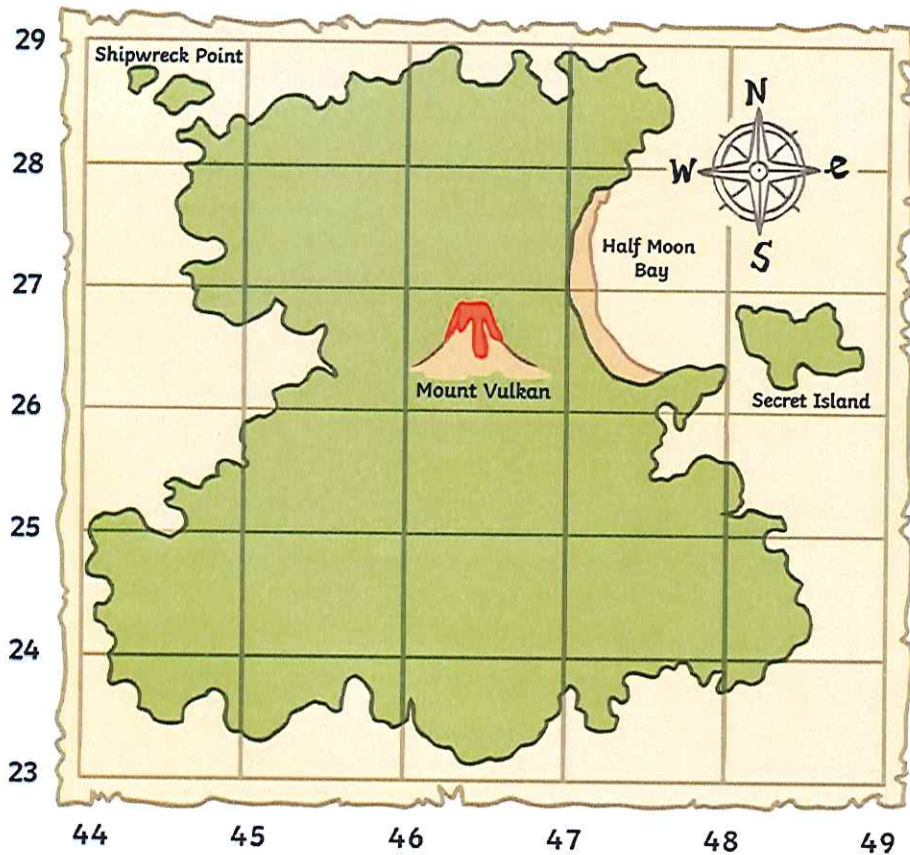 29
Shipwreck Point
N
28
W e
S
Half Moon
Bay
27
Mount Vulkan
Secret Island
26
25
24
23
44 45 46 47 48 49